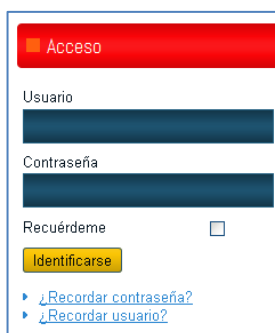 Acceso
Usuario
Contraseña
Recuérdeme
Identificarse
¿Recordar contraseña?
¿Recordar usuario?